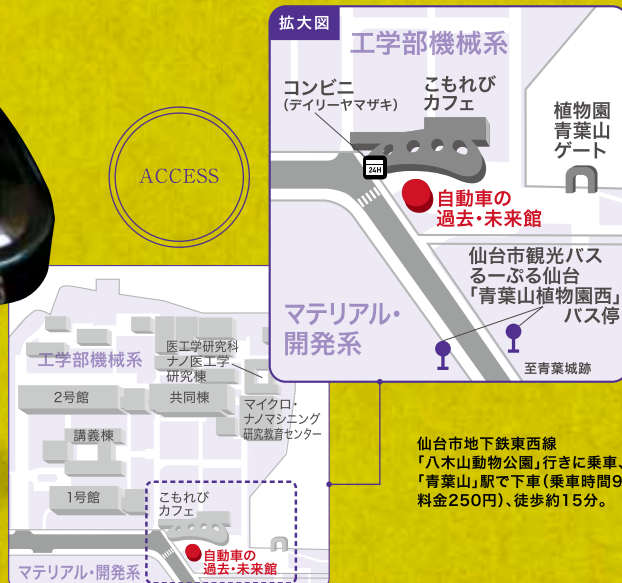 ACCESS
拡大図
工学部機械系
コンビニ
(デイリーヤマザキ)
こもれび
カフェ
植物園
青葉山
ゲート
24H
自動車の
過去・未来館
仙台市観光バス
るーぷる仙台
「青葉山植物園西」
バス停
マテリアル・
開発系
至青葉城跡
工学部機械系
医工学研究科
ナノ医工学
研究棟
2号館
共同棟
マイクロ・
ナノマシニング
研究教育センター
講義棟
1号館
こもれび
カフェ
自動車の
過去・未来館
マテリアル・開発系
仙台市地下鉄東西線
「八木山動物公園」行きに乗車、
「青葉山」駅で下車(乗車時間9
料金250円)、徒歩約15分。